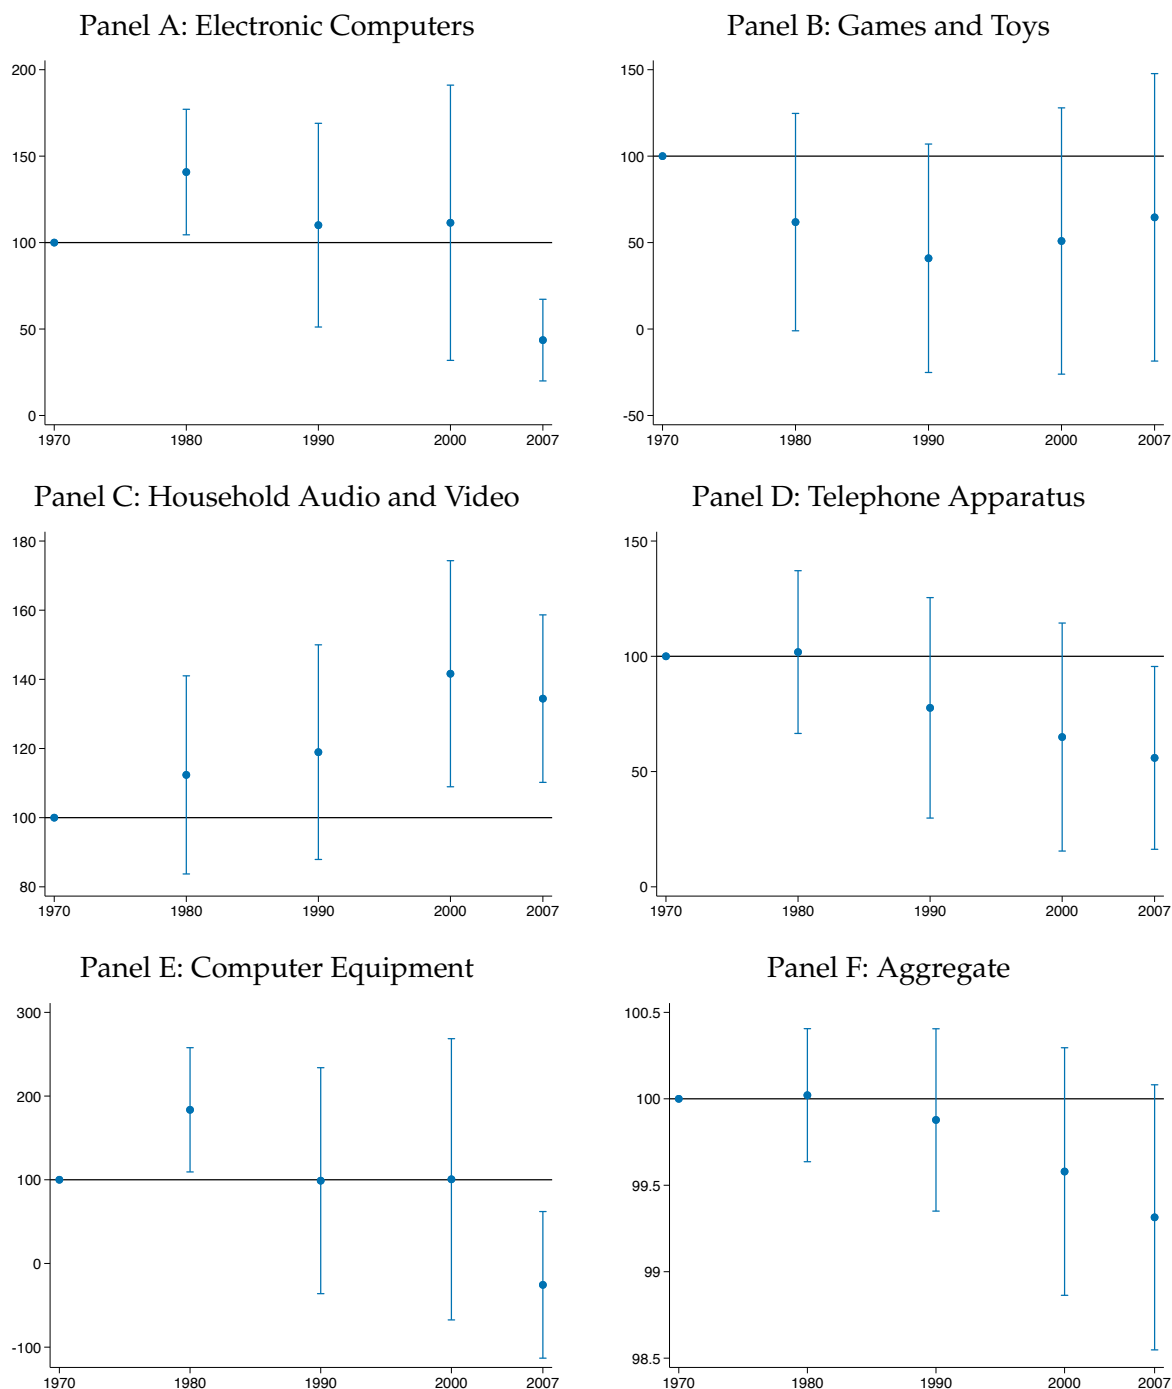 Panel A: Electronic Computers
200
150
100
50
0
1970 1980 1990 2000 2007
Panel B: Games and Toys
150
100
50
0
-50
1970 1980 1990 2000 2007
Panel C: Household Audio and Video
180
160
140
120
100
80
1970 1980 1990 2000 2007
Panel D: Telephone Apparatus
150
100
50
0
1970 1980 1990 2000 2007
Panel E: Computer Equipment
300
200
100
0
-100
1970 1980 1990 2000 2007
Panel F: Aggregate
100.5
100
99.5
99
98.5
1970 1980 1990 2000 2007